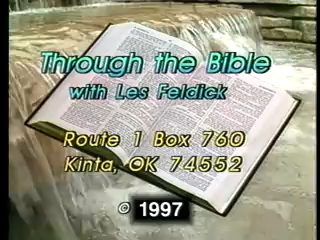 Through the Bible
with Les Feldick
Route 1 Box 760
Kinta, OK 74552
© 1997